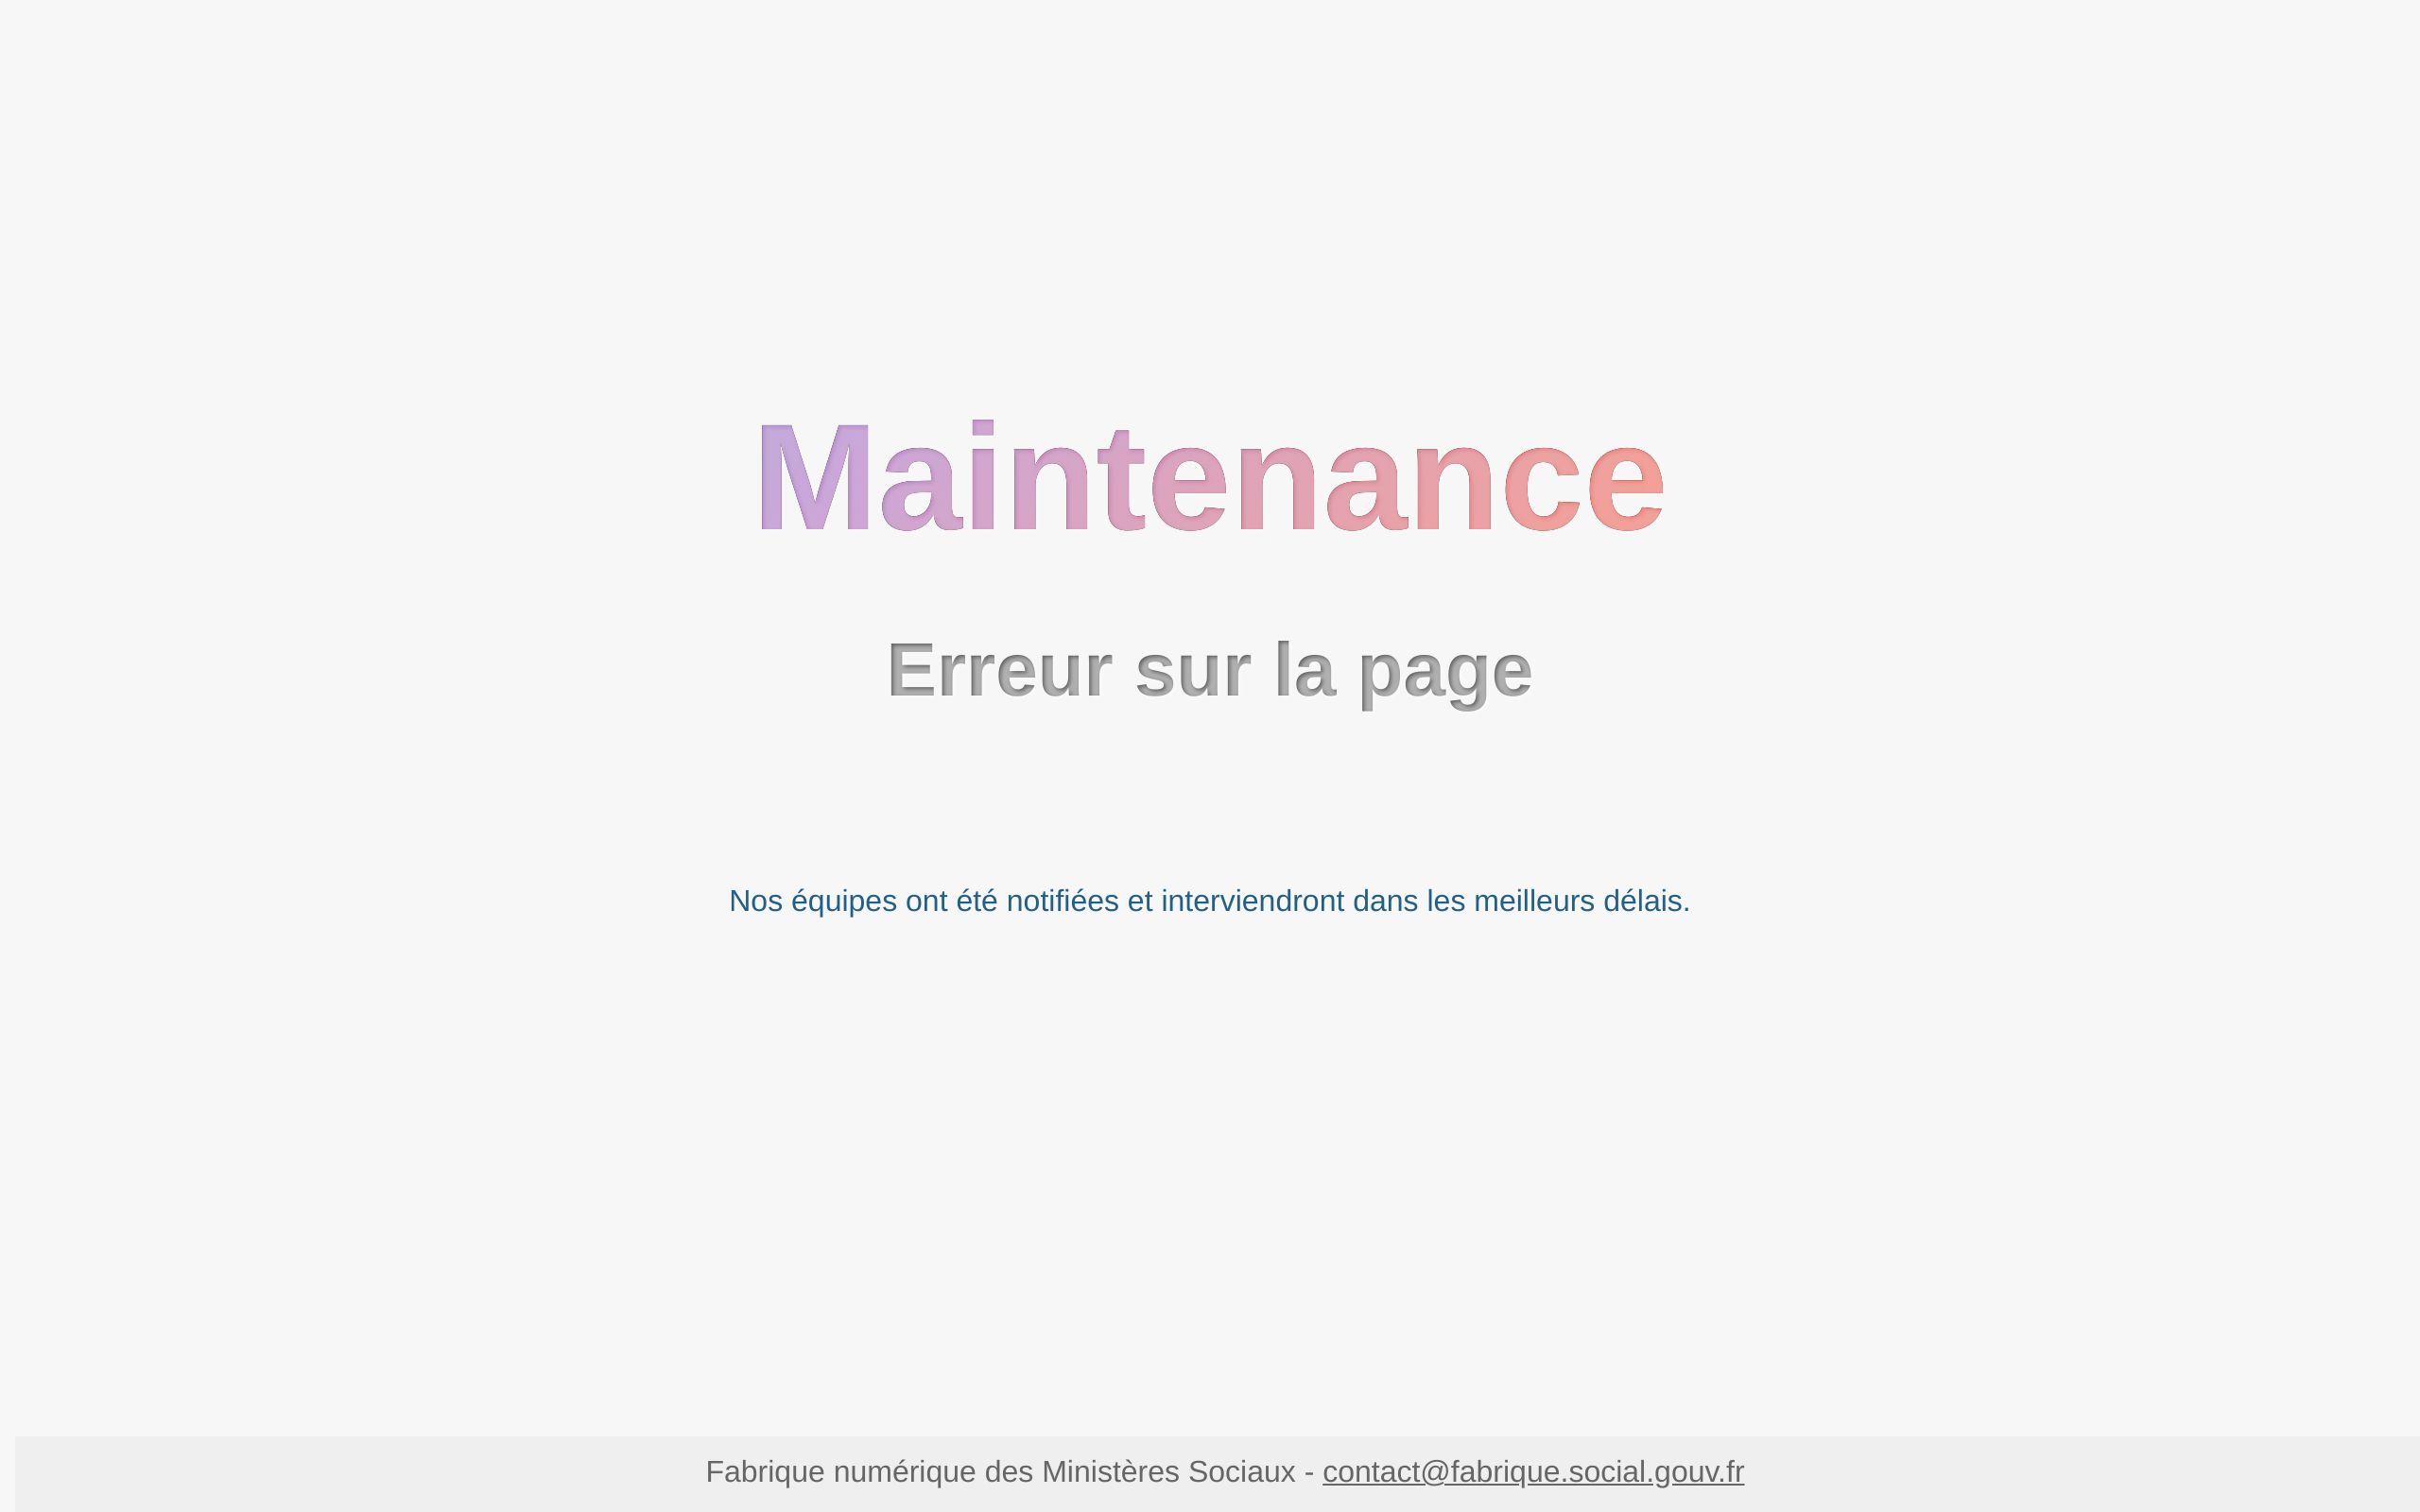 Maintenance
Erreur sur la page
Nos équipes ont été notifiées et interviendront dans les meilleurs délais.
Fabrique numérique des Ministères Sociaux - contact@fabrique.social.gouv.fr